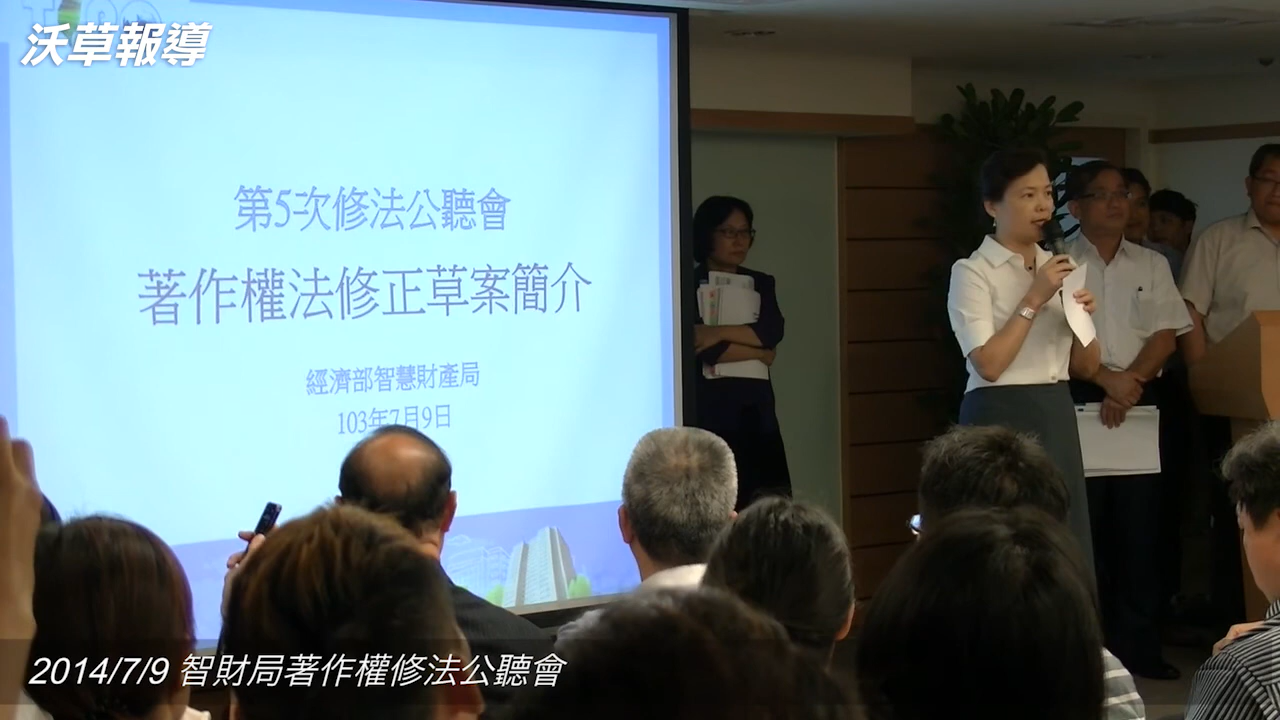 沃草報導
第5次修法公聽會
著作權法修正草案簡介
經濟部智慧財產局
103年7月9日
2014/7/9 智財局著作權修法公聽會